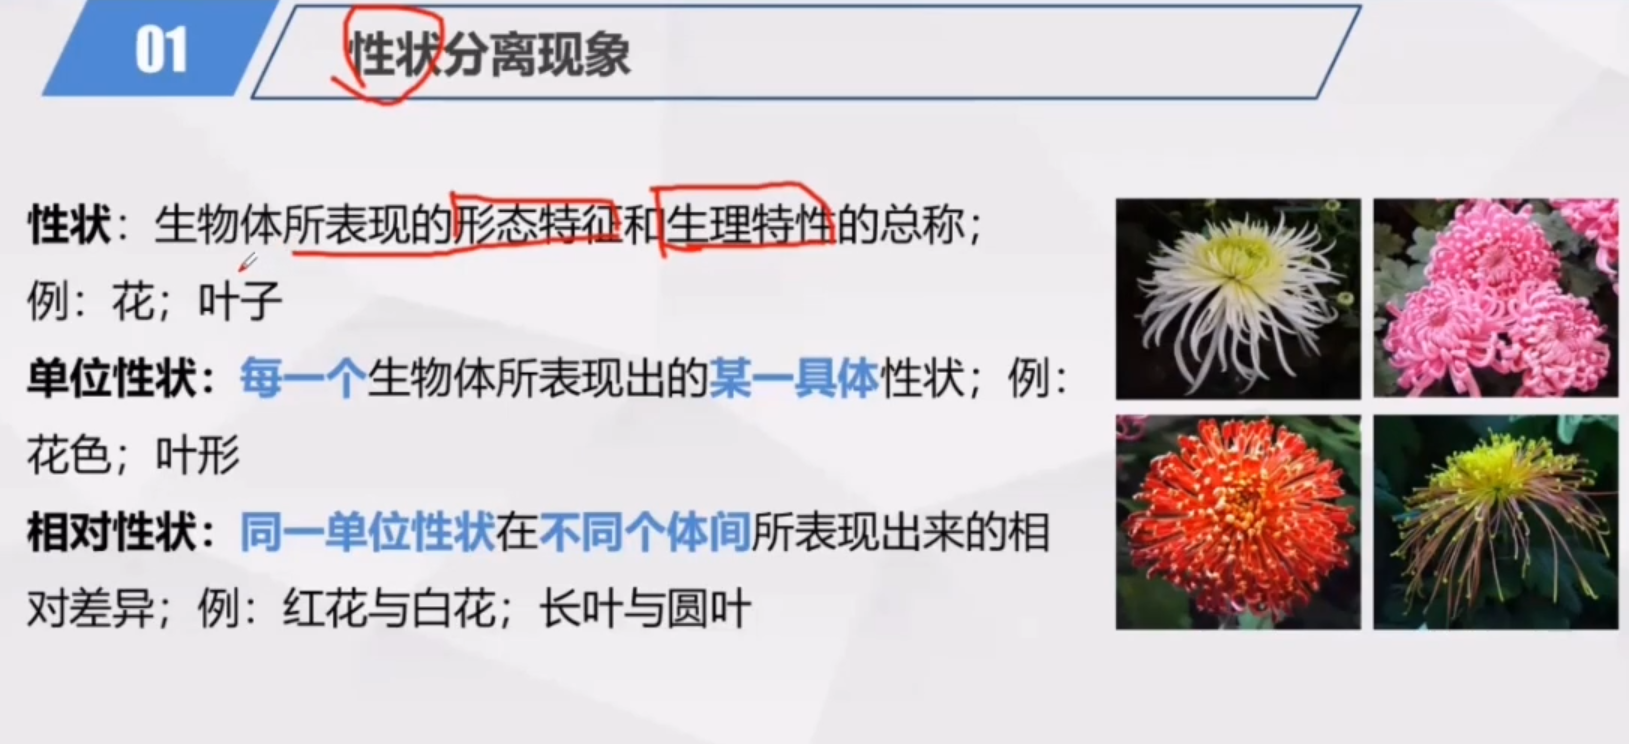 01
性状分离现象
性状：生物体所表现的形态特征和生理特性的总称；
例：花；叶子
单位性状：每一个生物体所表现出的某一具体性状；例：
花色；叶形
相对性状：同一单位性状在不同个体间所表现出来的相
对差异；例：红花与白花；长叶与圆叶